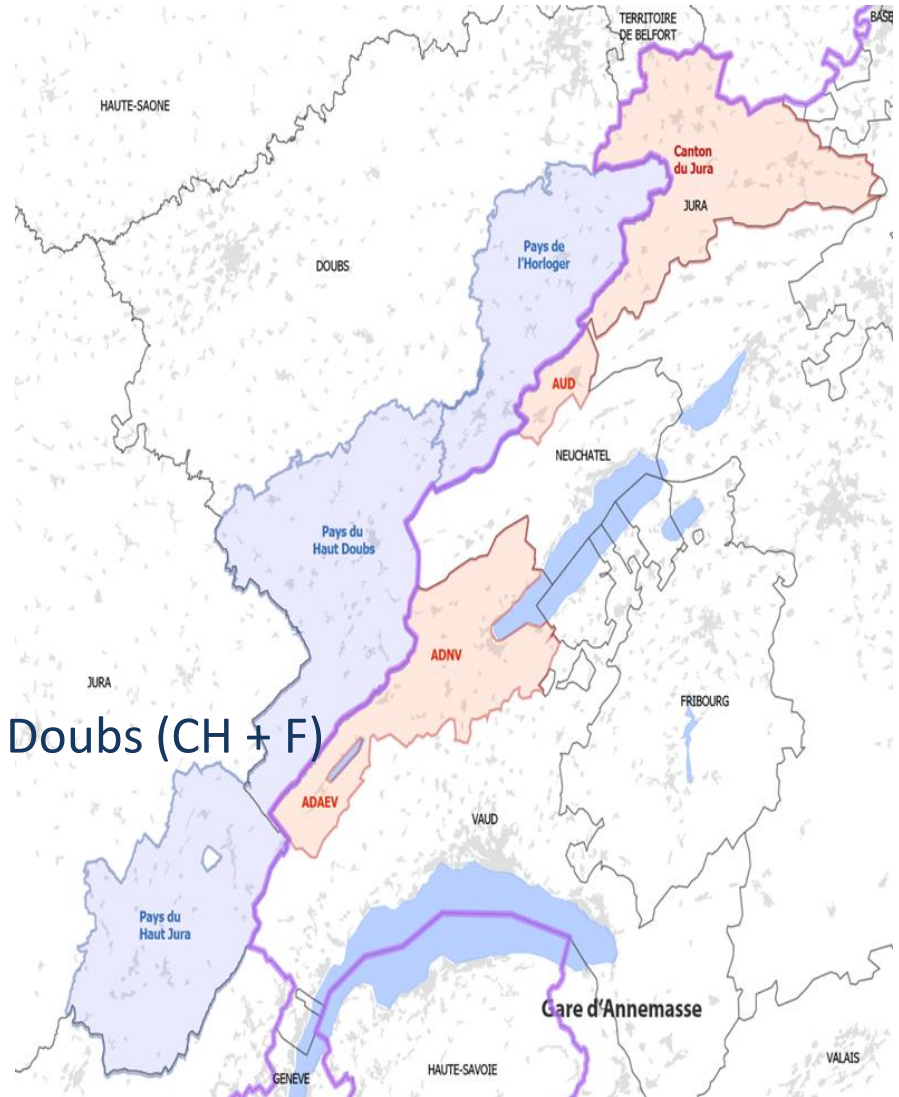 TERRITOIRE
DE BELFORT
BASE
HAUTE-SAONE
Canton
du Jura
JURA
Pays de
l'Horloger
DOUBS
AUD
NEUCHATEL
Pays du
Haut Doubs
ADNV
JURA
FRIBOURG
Doubs (CH + F)
ADAEV
VAUD
Pays du
Haut Jura
Gare d'Annemasse
VALAIS
HAUTE-SAVOIE
GENEVE